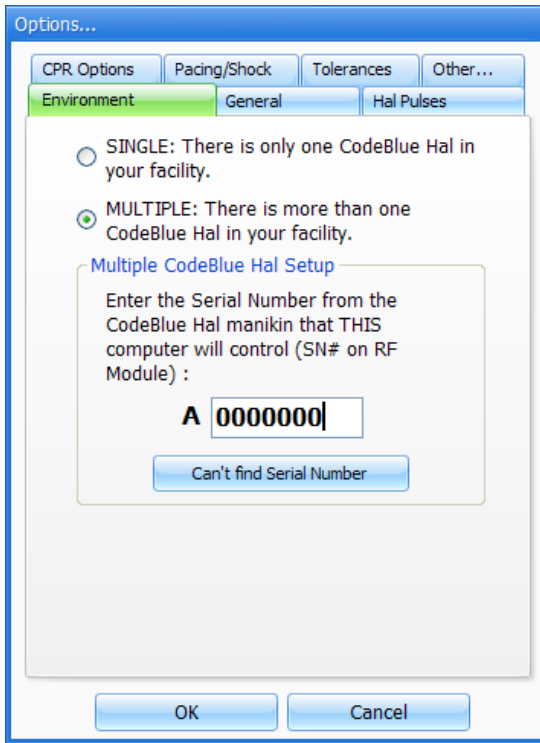 Options...
CPR Options Pacing/Shock Tolerances Other...
Environment General Hal Pulses
SINGLE: There is only one CodeBlue Hal in
your facility.
MULTIPLE: There is more than one
CodeBlue Hal in your facility.
Multiple CodeBlue Hal Setup
Enter the Serial Number from the
CodeBlue Hal manikin that THIS
computer will control (SN# on RF
Module) :
A 0000000
Can't find Serial Number
OK Cancel